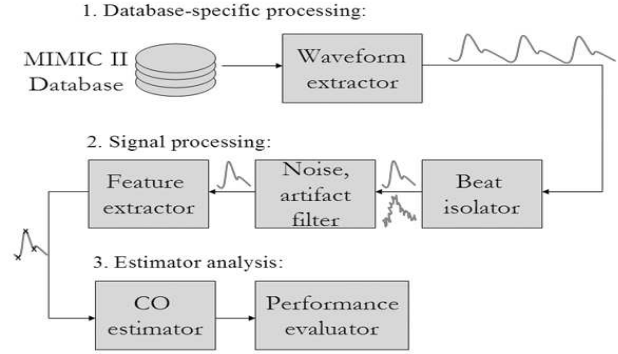 1. Database-specific processing:
MIMIC II
Database
Waveform
extractor
2. Signal processing:
Feature
extractor
Noise,
artifact
filter
Beat
isolator
3. Estimator analysis:
CO
estimator
Performance
evaluator